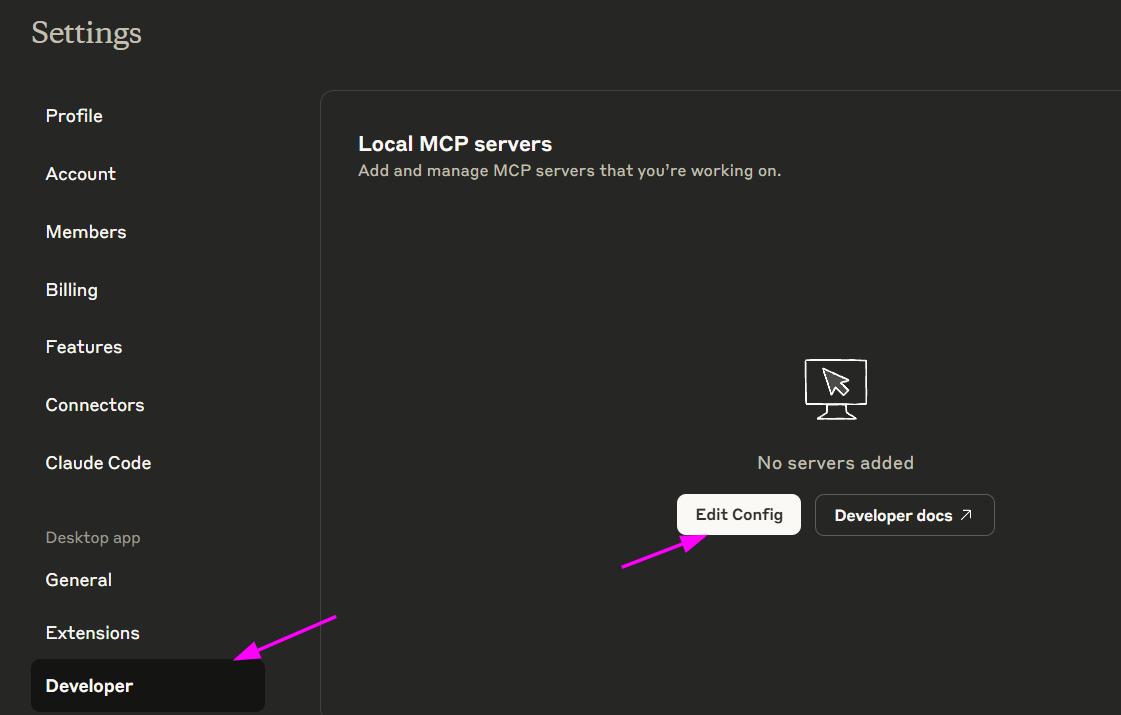 Settings
Profile
Account
Members
Billing
Features
Connectors
Claude Code
Desktop app
General
Extensions
Developer
Local MCP servers
Add and manage MCP servers that you're working on.
No servers added
Edit Config
Developer docs